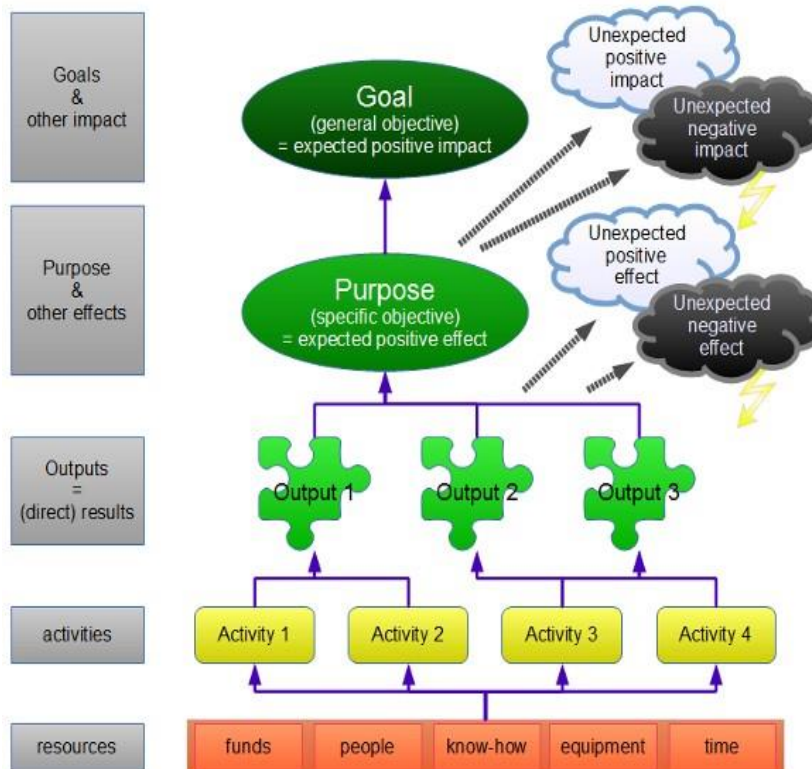 Goals
&
other impact
Goal
(general objective)
= expected positive impact
Unexpected
positive
impact
Unexpected
negative
impact
Purpose
&
other effects
Purpose
(specific objective)
= expected positive effect
Unexpected
positive
effect
Unexpected
negative
effect
Outputs
=
(direct) results
Output 1
Output 2
Output 3
activities
Activity 1
Activity 2
Activity 3
Activity 4
resources
funds
people
know-how
equipment
time